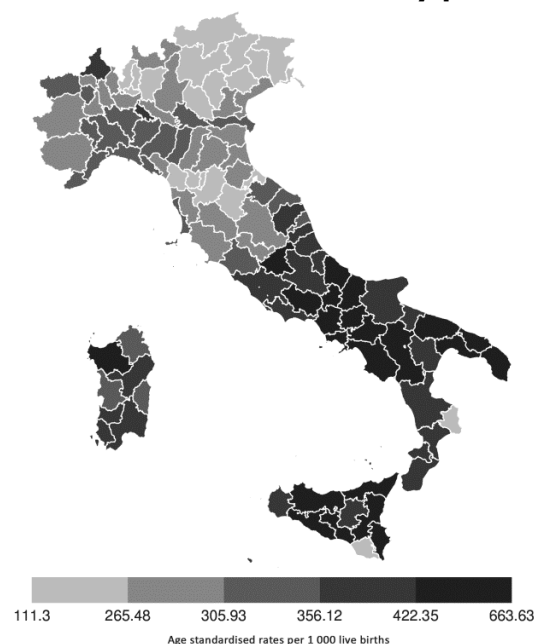 111.3 265.48 305.93 356.12 422.35 663.63
Age standardised rates per 1 000 live births